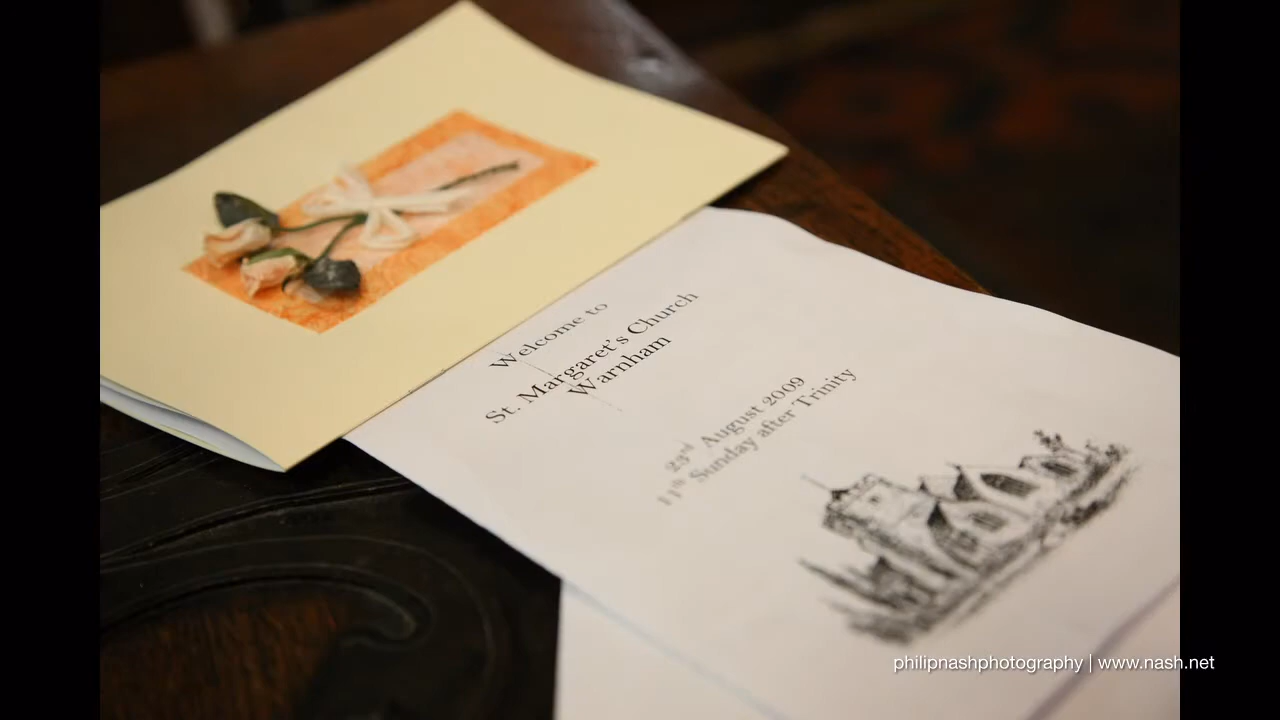 Welcome to
St. Margaret's Church
Warnham
23rd August 2009
11th Sunday after Trinity
philipnashphotography | www.nash.net